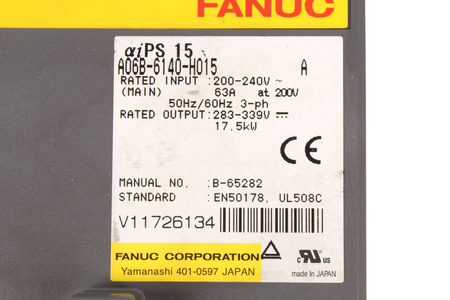 FANUC
αiPS 15
A06B-6140-H015 A
RATED INPUT :200-240V ~
(MAIN) 63A at 200V
50Hz/60Hz 3-ph
RATED OUTPUT:283-339V ⎓
17.5kW
CE
MANUAL NO. :B-65282
STANDARD :EN50178, UL508C
V11726134
FANUC CORPORATION
Yamanashi 401-0597 JAPAN
c RU US
made in JAPAN